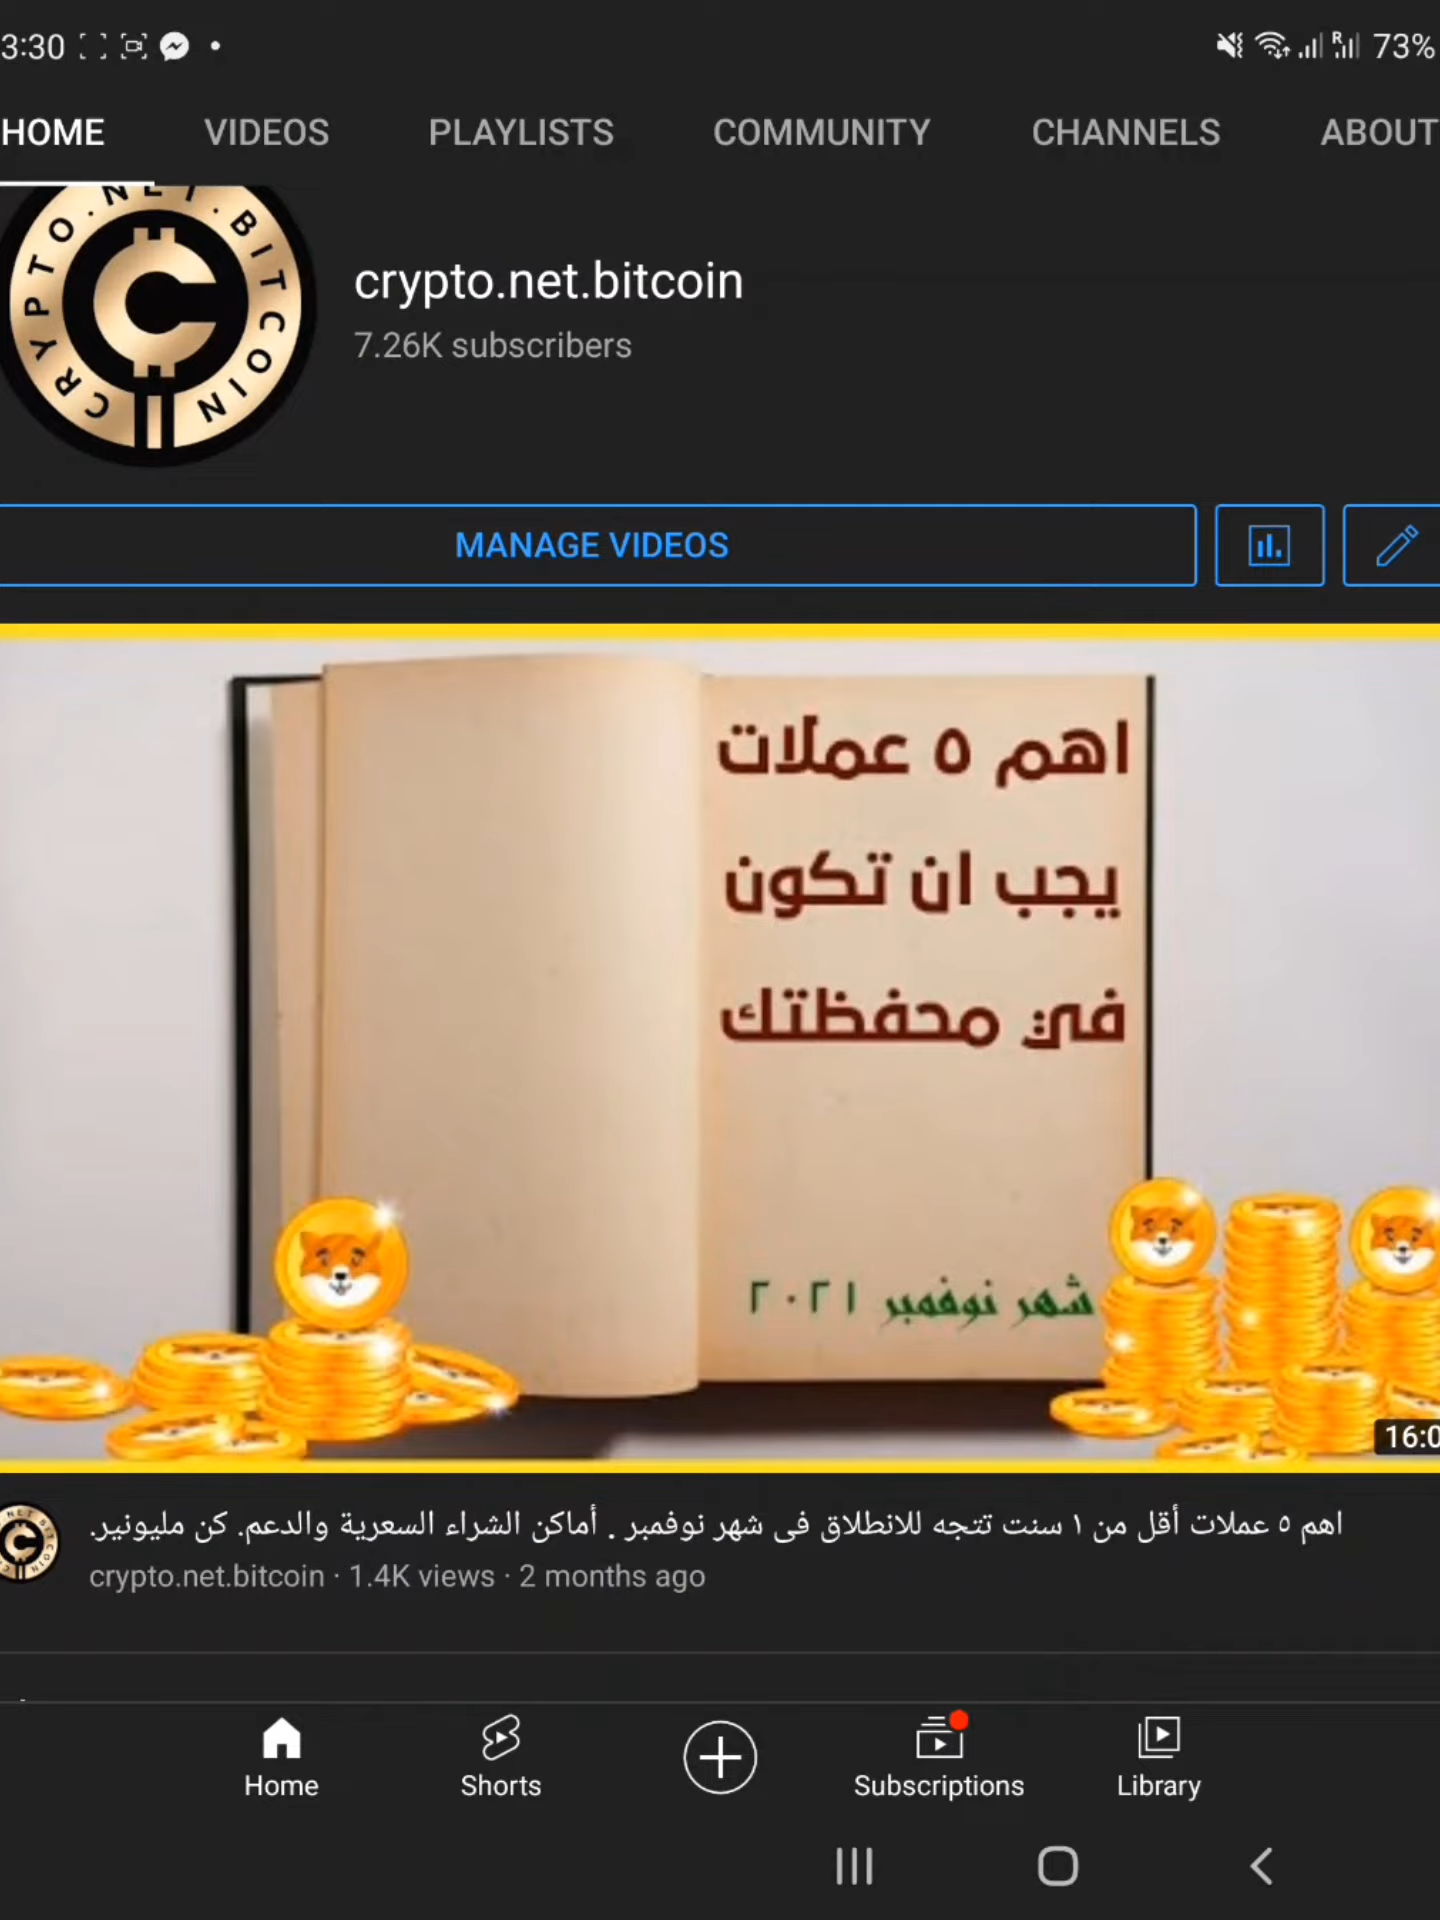 3:30
73%
HOME VIDEOS PLAYLISTS COMMUNITY CHANNELS ABOUT
CRYPTO.NET.BITCOIN
crypto.net.bitcoin
7.26K subscribers
MANAGE VIDEOS
اهم ٥ عملات
يجب ان تكون
في محفظتك
شهر نوفمبر ٢٠٢١
16:0
اهم ٥ عملات أقل من ١ سنت تتجه للانطلاق فى شهر نوفمبر . أماكن الشراء السعرية والدعم. كن مليونير.
crypto.net.bitcoin · 1.4K views · 2 months ago
Home Shorts Subscriptions Library